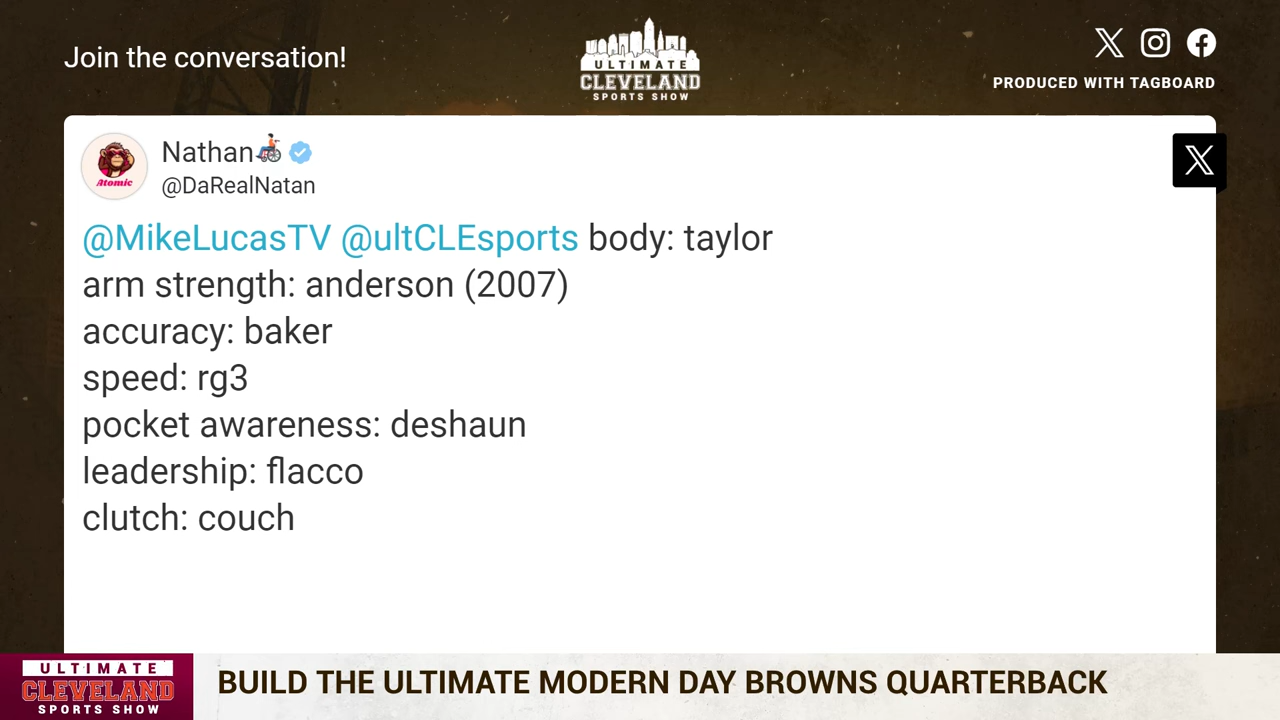 Join the conversation!
ULTIMATE
CLEVELAND
SPORTS SHOW
PRODUCED WITH TAGBOARD
Nathan
@DaRealNatan
Atomic
@MikeLucasTV @ultCLEsports body: taylor
arm strength: anderson (2007)
accuracy: baker
speed: rg3
pocket awareness: deshaun
leadership: flacco
clutch: couch
ULTIMATE
CLEVELAND
SPORTS SHOW
BUILD THE ULTIMATE MODERN DAY BROWNS QUARTERBACK